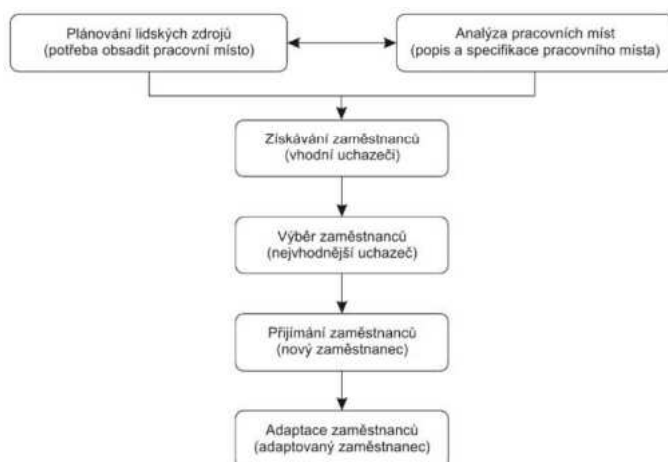 Plánování lidských zdrojů
(potřeba obsadit pracovní místo)
Analýza pracovních míst
(popis a specifikace pracovního místa)
Získávání zaměstnanců
(vhodní uchazeči)
Výběr zaměstnanců
(nejvhodnější uchazeč)
Přijímání zaměstnanců
(nový zaměstnanec)
Adaptace zaměstnanců
(adaptovaný zaměstnanec)